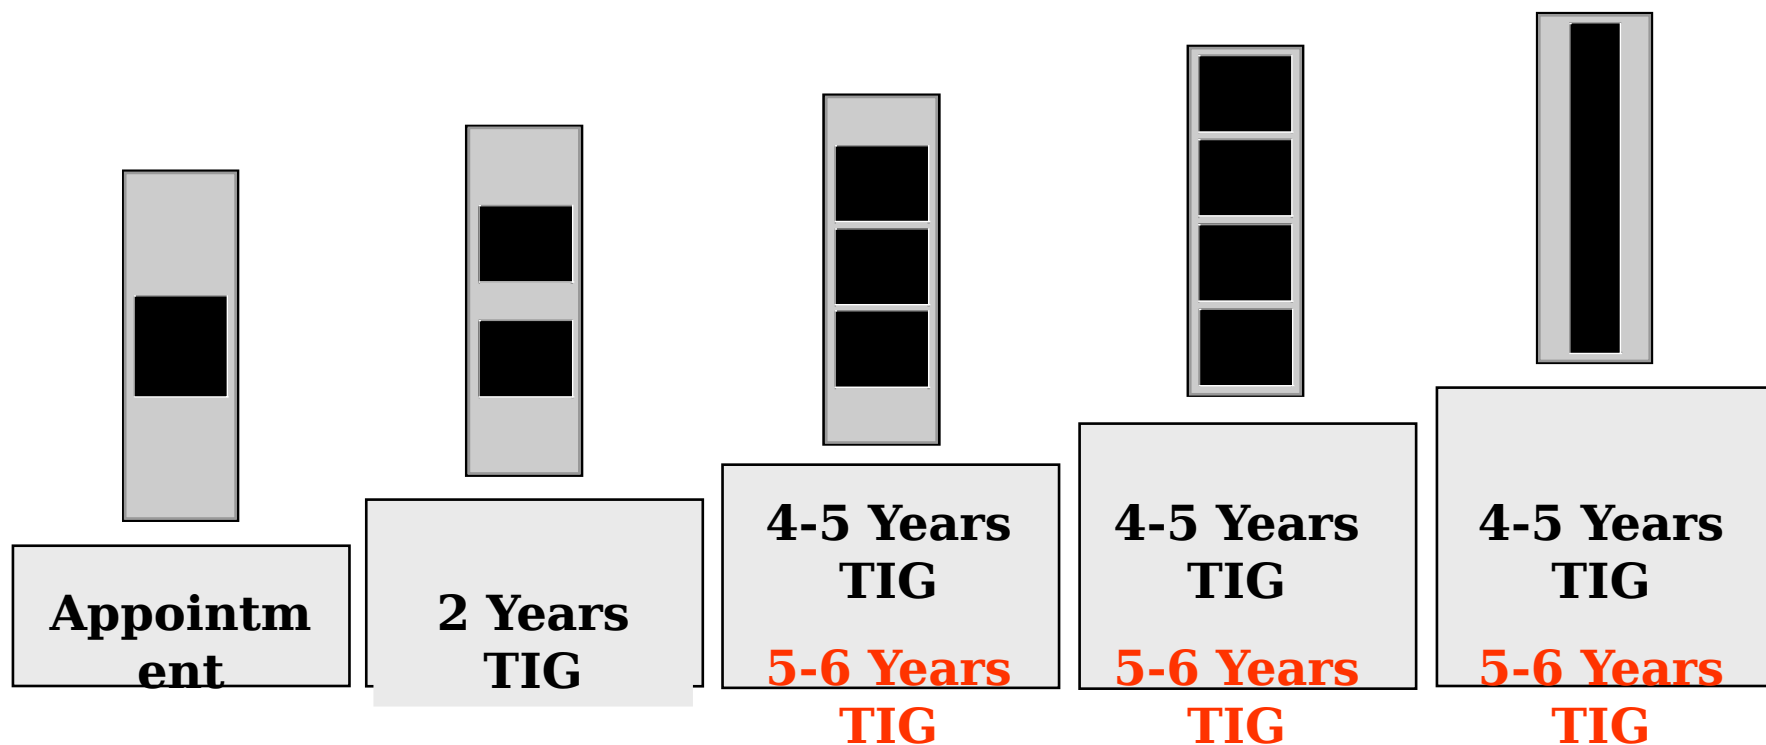 Appointm
ent
2 Years
TIG
4-5 Years
TIG
5-6 Years
TIG
4-5 Years
TIG
5-6 Years
TIG
4-5 Years
TIG
5-6 Years
TIG